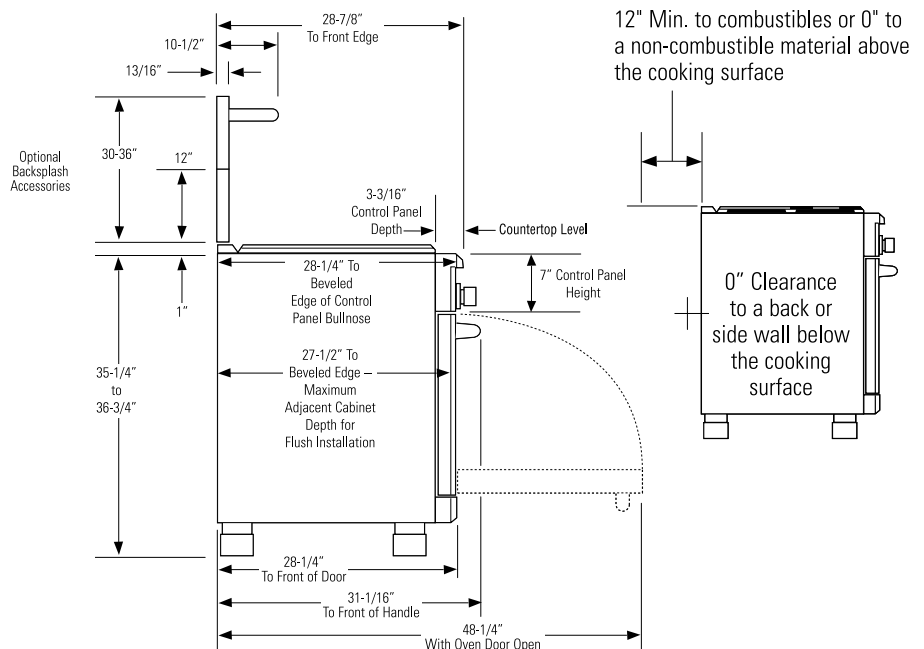 28-7/8"
To Front Edge
10-1/2"
13/16"
12" Min. to combustibles or 0" to
a non-combustible material above
the cooking surface
Optional
Backsplash
Accessories
30-36"
12"
3-3/16"
Control Panel
Depth
Countertop Level
28-1/4" To
Beveled
Edge of Control
Panel Bullnose
7" Control Panel
Height
1"
0" Clearance
to a back or
side wall below
the cooking
surface
27-1/2" To
Beveled Edge –
Maximum
Adjacent Cabinet
Depth for
Flush Installation
35-1/4"
to
36-3/4"
28-1/4"
To Front of Door
31-1/16"
To Front of Handle
48-1/4"
With Oven Door Open